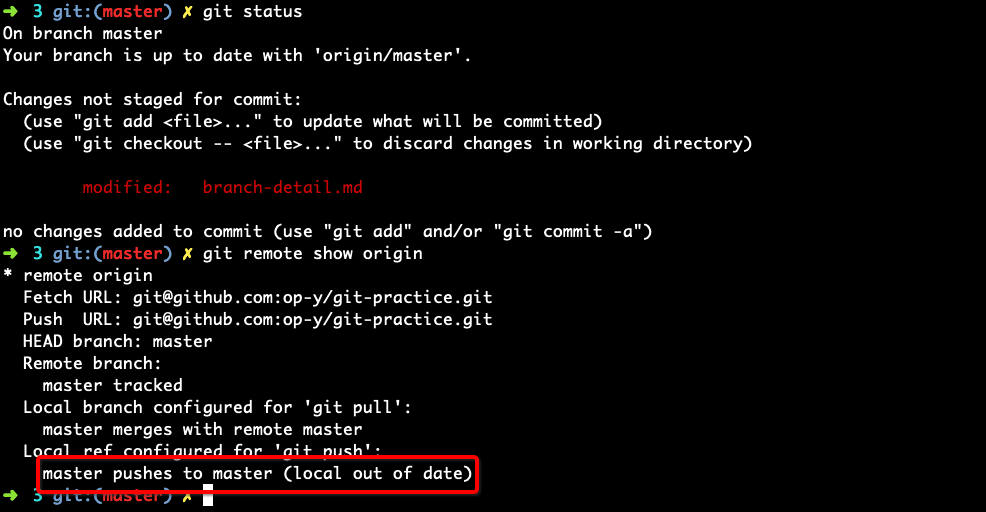 ➜ 3 git:(master) ✗ git status
On branch master
Your branch is up to date with 'origin/master'.
Changes not staged for commit:
(use "git add <file>..." to update what will be committed)
(use "git checkout -- <file>..." to discard changes in working directory)
modified: branch-detail.md
no changes added to commit (use "git add" and/or "git commit -a")
➜ 3 git:(master) ✗ git remote show origin
* remote origin
Fetch URL: git@github.com:op-y/git-practice.git
Push URL: git@github.com:op-y/git-practice.git
HEAD branch: master
Remote branch:
master tracked
Local branch configured for 'git pull':
master merges with remote master
Local ref configured for 'git push':
master pushes to master (local out of date)
➜ 3 git:(master) ✗